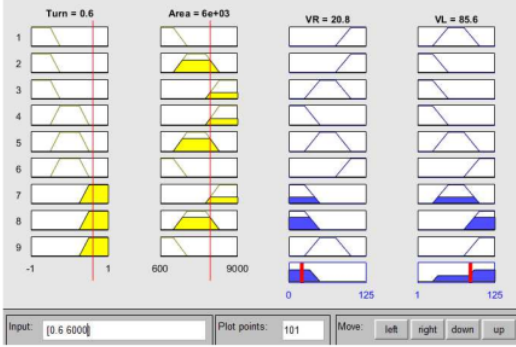 Turn = 0.6 Area = 6e+03 VR = 20.8 VL = 85.6
1
2
3
4
5
6
7
8
9
-1 1 600 9000
0 125 1 125
Input: [0.6 6000] Plot points: 101 Move: left right down up